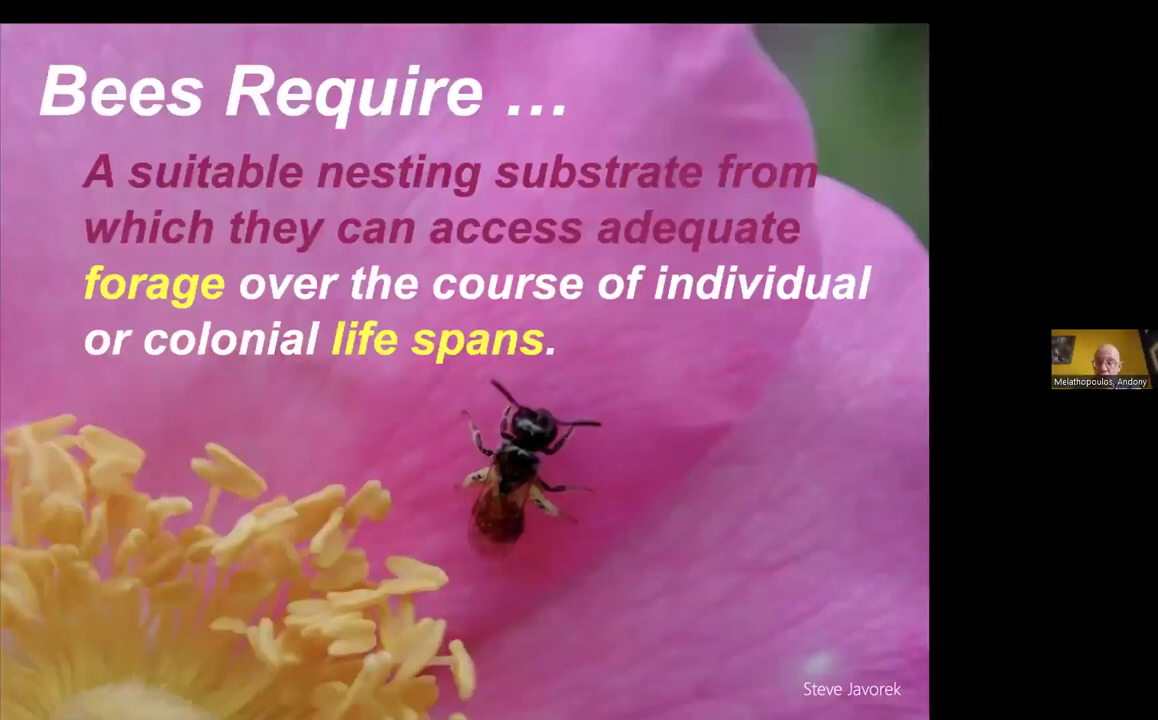 Bees Require ...
A suitable nesting substrate from
which they can access adequate
forage over the course of individual
or colonial life spans.
Melathopoulos, Andony
Steve Javorek